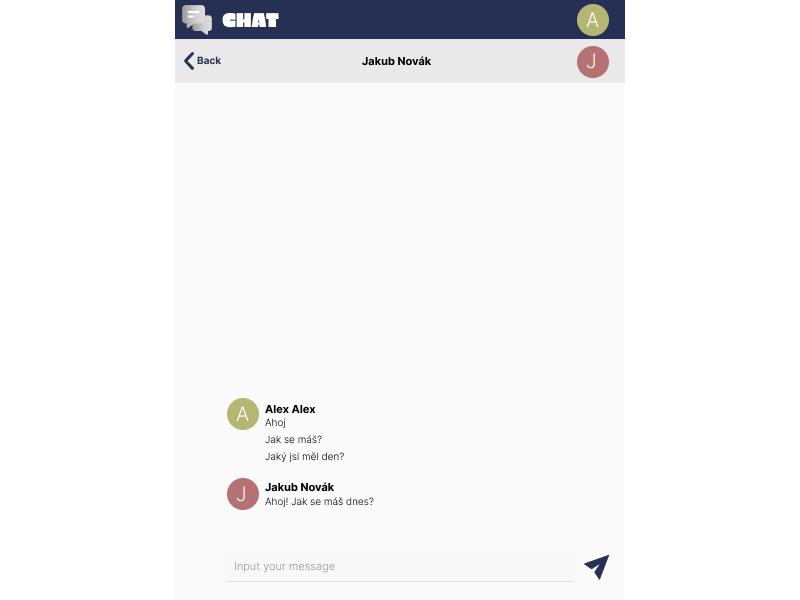 CHAT
A
Back
Jakub Novák
J
A
Alex Alex
Ahoj
Jak se máš?
Jaký jsi měl den?
J
Jakub Novák
Ahoj! Jak se máš dnes?
Input your message